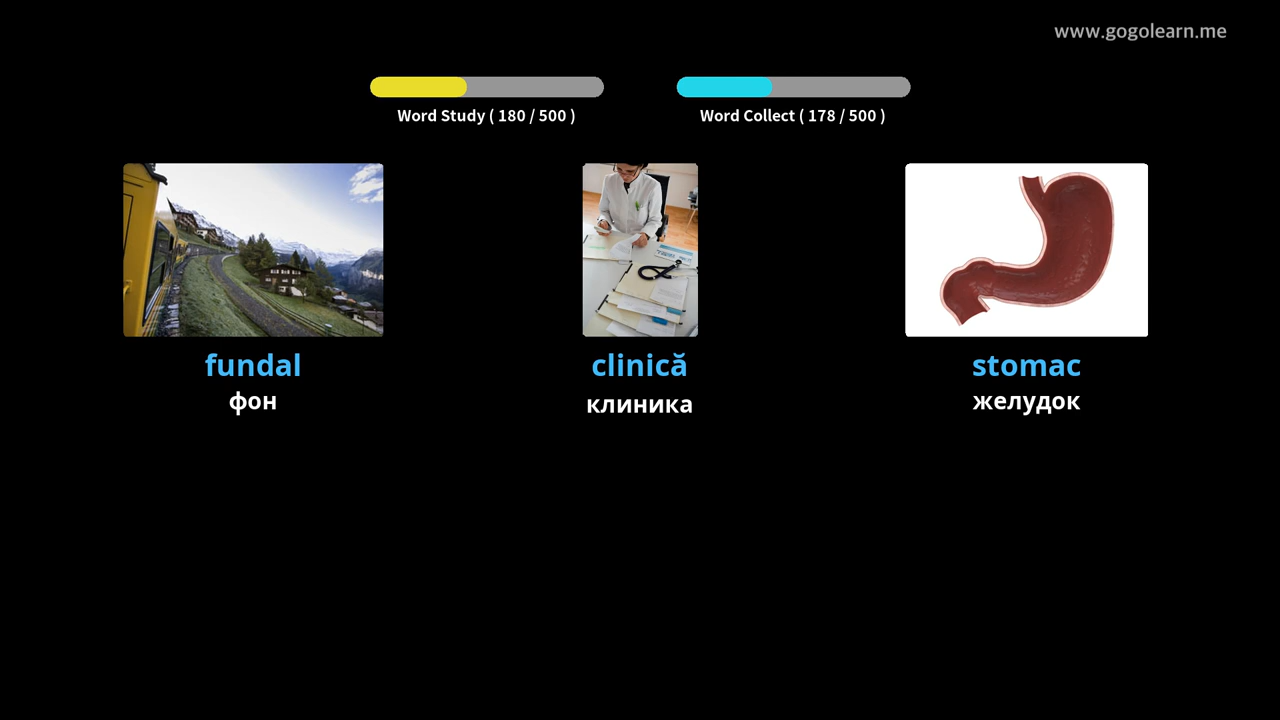 www.gogolearn.me
Word Study ( 180 / 500 )
Word Collect ( 178 / 500 )
fundal
clinică
stomac
фон
клиника
желудок